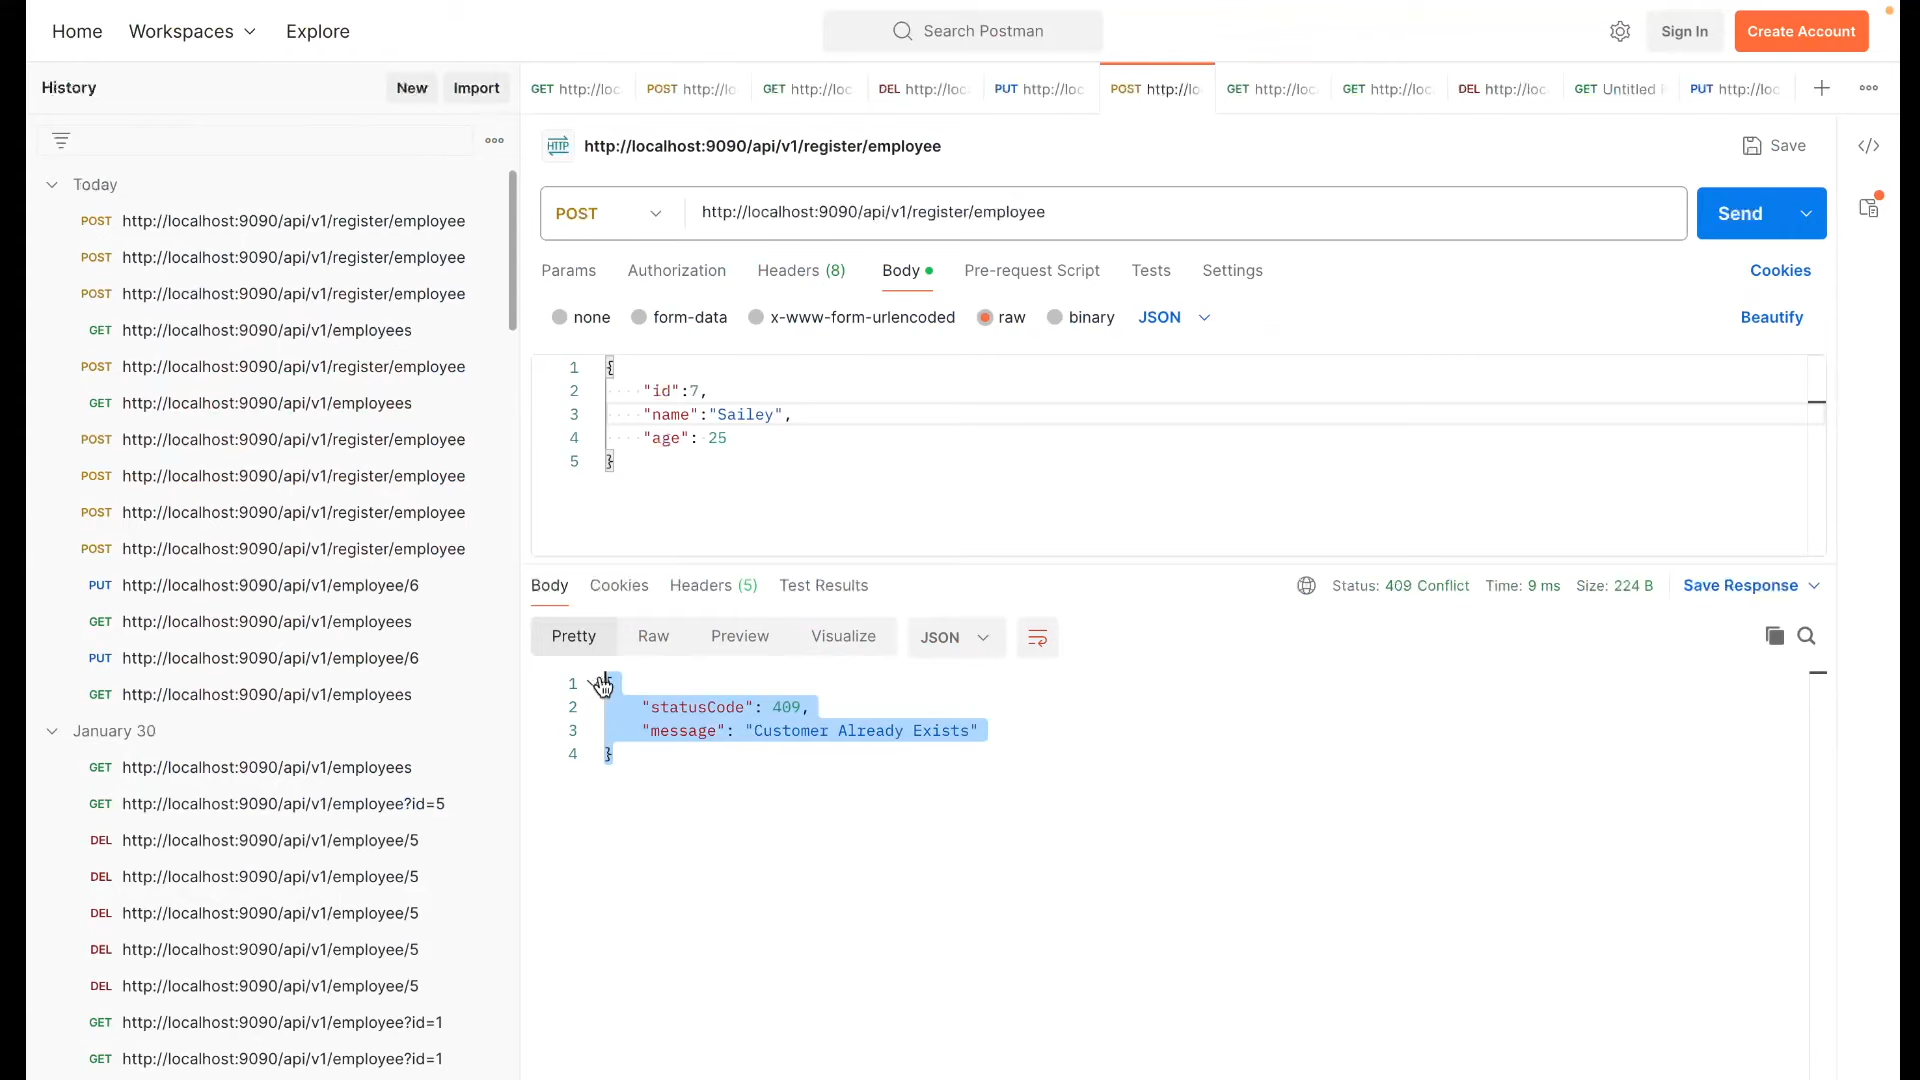 Home Workspaces Explore Search Postman Sign In Create Account
History New Import
GET http://loc POST http://lo GET http://loc DEL http://loc PUT http://loc POST http://lo GET http://loc GET http://loc DEL http://loc GET Untitled PUT http://loc
HTTP http://localhost:9090/api/v1/register/employee Save </>
Today
POST http://localhost:9090/api/v1/register/employee
POST http://localhost:9090/api/v1/register/employee
POST http://localhost:9090/api/v1/register/employee
GET http://localhost:9090/api/v1/employees
POST http://localhost:9090/api/v1/register/employee
GET http://localhost:9090/api/v1/employees
POST http://localhost:9090/api/v1/register/employee
POST http://localhost:9090/api/v1/register/employee
POST http://localhost:9090/api/v1/register/employee
POST http://localhost:9090/api/v1/register/employee
PUT http://localhost:9090/api/v1/employee/6
GET http://localhost:9090/api/v1/employees
PUT http://localhost:9090/api/v1/employee/6
GET http://localhost:9090/api/v1/employees
January 30
GET http://localhost:9090/api/v1/employees
GET http://localhost:9090/api/v1/employee?id=5
DEL http://localhost:9090/api/v1/employee/5
DEL http://localhost:9090/api/v1/employee/5
DEL http://localhost:9090/api/v1/employee/5
DEL http://localhost:9090/api/v1/employee/5
DEL http://localhost:9090/api/v1/employee/5
GET http://localhost:9090/api/v1/employee?id=1
GET http://localhost:9090/api/v1/employee?id=1
POST http://localhost:9090/api/v1/register/employee Send
Params Authorization Headers (8) Body Pre-request Script Tests Settings Cookies
none form-data x-www-form-urlencoded raw binary JSON Beautify
1 {
2 "id":7,
3 "name":"Sailey",
4 "age": 25
5 }
Body Cookies Headers (5) Test Results Status: 409 Conflict Time: 9 ms Size: 224 B Save Response
Pretty Raw Preview Visualize JSON
1
2 "statusCode": 409,
3 "message": "Customer Already Exists"
4 }